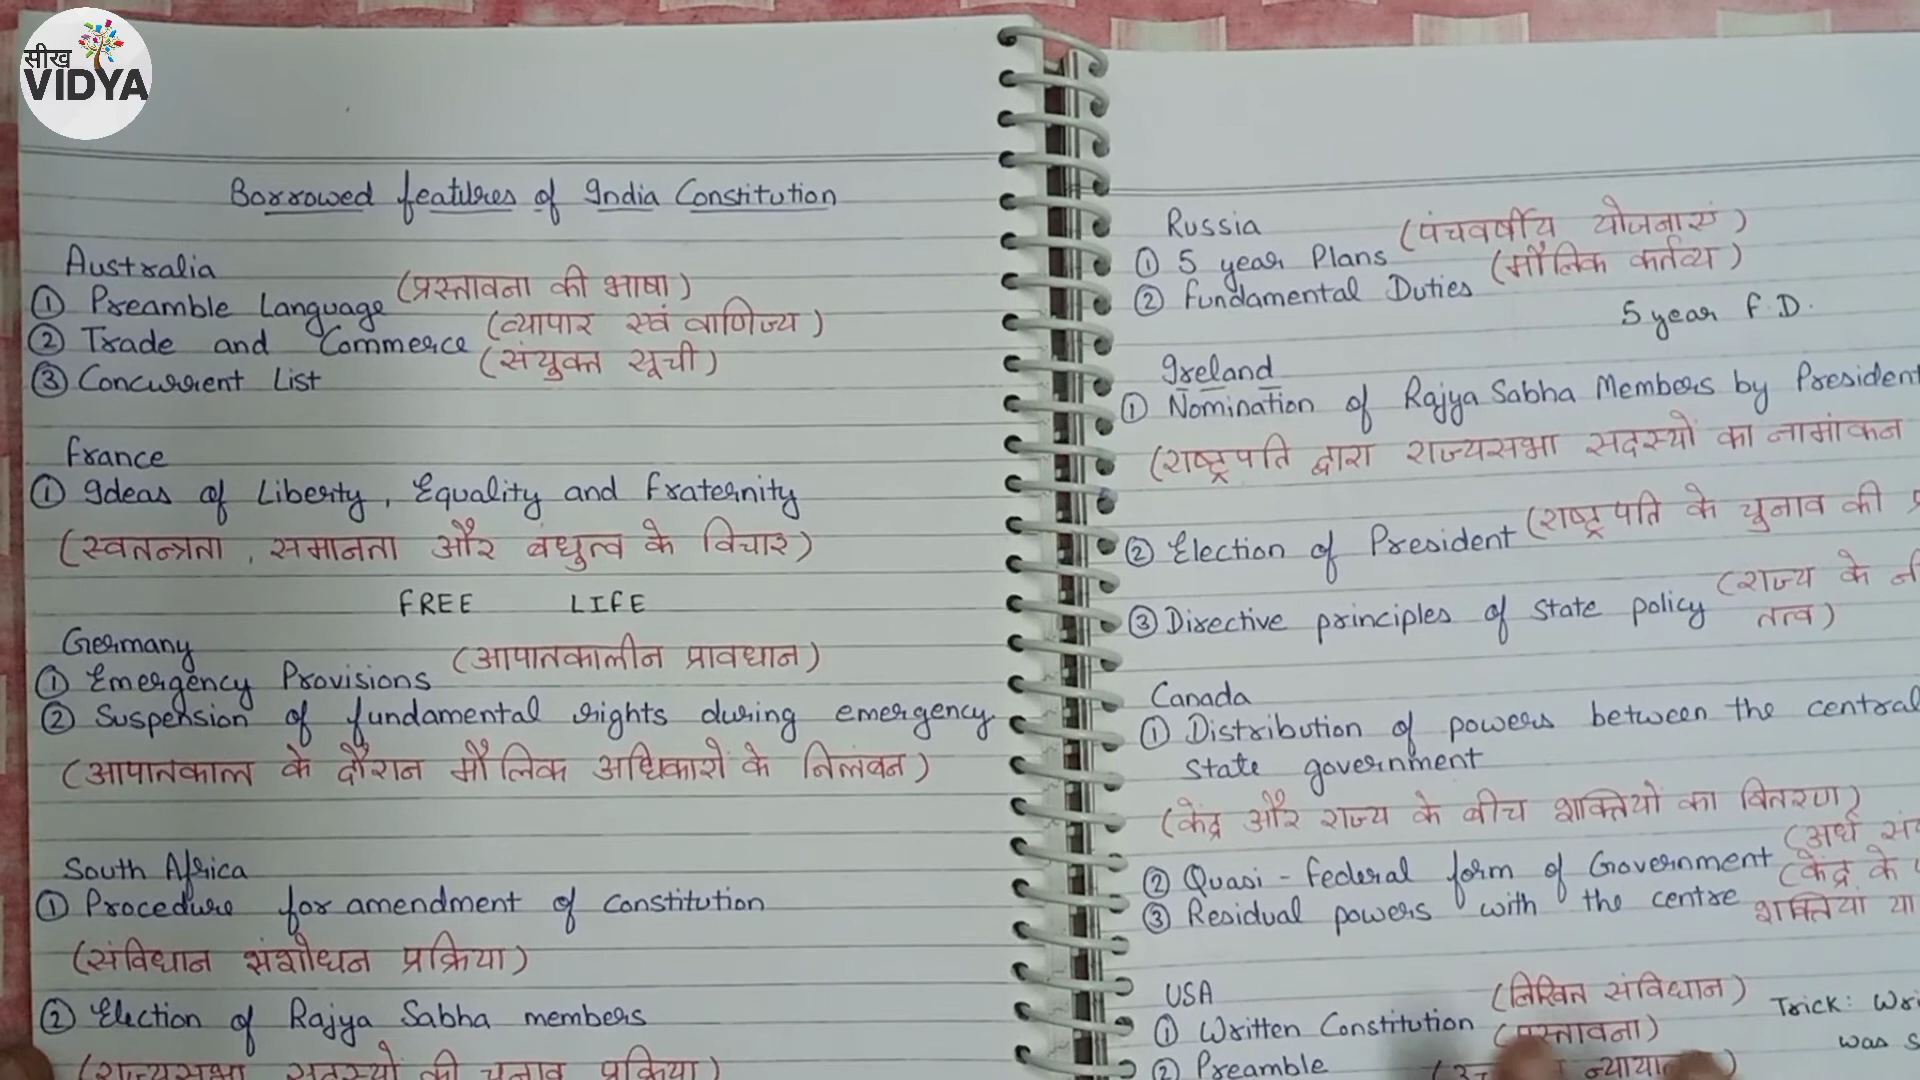 सीख
VIDYA
Borrowed features of India Constitution
Australia
① Preamble Language (प्रस्तावना की भाषा)
② Trade and Commerce (व्यापार एवं वाणिज्य)
③ Concurrent List (संयुक्त सूची)
France
① Ideas of Liberty, Equality and Fraternity
(स्वतन्त्रता, समानता और बंधुत्व के विचार)
FREE LIFE
Germany
① Emergency Provisions (आपातकालीन प्रावधान)
② Suspension of fundamental rights during emergency
(आपातकाल के दौरान मौलिक अधिकारों के निलंबन)
South Africa
① Procedure for amendment of constitution
(संविधान संशोधन प्रक्रिया)
② Election of Rajya Sabha members
(राज्यसभा सदस्यों की चुनाव प्रक्रिया)
Russia
① 5 year Plans (पंचवर्षीय योजनाएं)
② Fundamental Duties (मौलिक कर्तव्य)
5 year F.D.
Ireland
① Nomination of Rajya Sabha Members by President
(राष्ट्रपति द्वारा राज्यसभा सदस्यों का नामांकन
② Election of President (राष्ट्रपति के चुनाव की
③ Directive principles of state policy (राज्य के
तत्व)
Canada
① Distribution of powers between the central
state government
(केंद्र और राज्य के बीच शक्तियों का वितरण)
② Quasi-Federal form of Government (अर्ध
③ Residual powers with the centre (केंद्र के
शक्तियां या
USA
① Written Constitution (लिखित संविधान)
② Preamble (प्रस्तावना)
Trick:
was